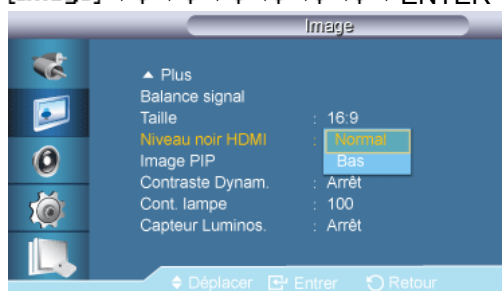 ENTER
Image
▲ Plus
Balance signal
Taille : 16:9
Niveau noir HDMI : Normal
Bas
Image PIP
Contraste Dynam. : Arrêt
Cont. lampe : 100
Capteur Luminos. : Arrêt
Déplacer Entrer Retour